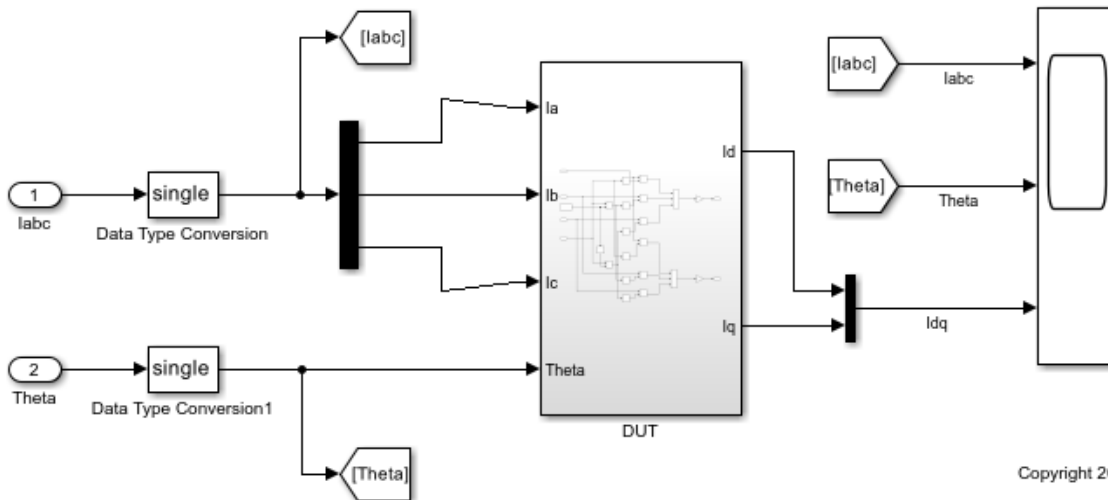 [Iabc]
1
Iabc
single
Data Type Conversion
2
Theta
single
Data Type Conversion1
[Theta]
Ia
Ib
Ic
Theta
Id
Iq
DUT
[Iabc]
Iabc
[Theta]
Theta
Idq
Copyright